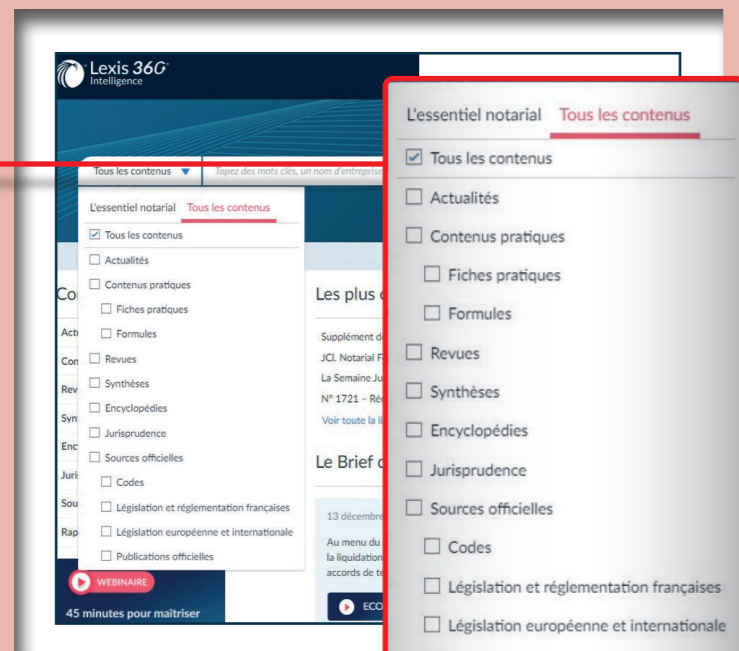 Lexis 360°
Intelligence
Tous les contenus
Tapez des mots clés, un nom d'entreprise
L'essentiel notarial Tous les contenus
Tous les contenus
Actualités
Contenus pratiques
Fiches pratiques
Formules
Revues
Synthèses
Encyclopédies
Jurisprudence
Sources officielles
Codes
Législation et réglementation françaises
Législation européenne et internationale
Publications officielles
Les plus
Supplément
JCl. Notarial
La Semaine
N° 1721 –
Voir toute la
Le Brief
13 décembre
Au menu du
la liquidation
accords de
WEBINAIRE
45 minutes pour maîtriser
L'essentiel notarial Tous les contenus
Tous les contenus
Actualités
Contenus pratiques
Fiches pratiques
Formules
Revues
Synthèses
Encyclopédies
Jurisprudence
Sources officielles
Codes
Législation et réglementation françaises
Législation européenne et internationale